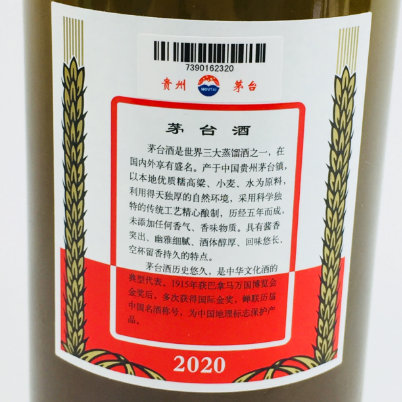 7390162320
贵州
MOUTAI
茅台
茅台酒
茅台酒是世界三大蒸馏酒之一，在
国内外享有盛名。产于中国贵州茅台镇，
以本地优质糯高粱、小麦、水为原料，
利用得天独厚的自然环境，采用科学独
特的传统工艺精心酿制，历经五年而成，
未添加任何香气、香味物质。具有酱香
突出、幽雅细腻、酒体醇厚、回味悠长、
空杯留香持久的特点。
茅台酒历史悠久，是中华文化酒的
典型代表。1915年获巴拿马万国博览会
金奖后，多次获得国际金奖，蝉联历届
中国名酒称号，为中国地理标志保护产
品。
2020